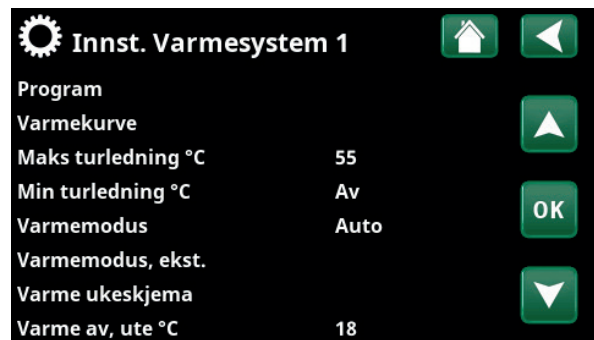 Innst. Varmesystem 1
Program
Varmekurve
Maks turledning °C 55
Min turledning °C Av
OK
Varmemodus Auto
Varmemodus, ekst.
Varme ukeskjema
Varme av, ute °C 18